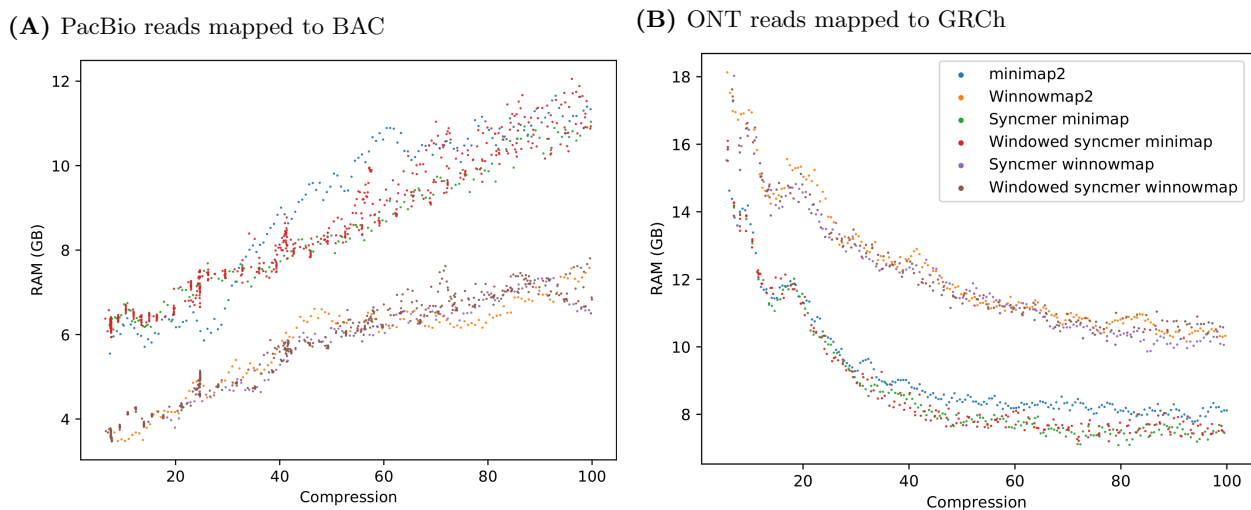 (A) PacBio reads mapped to BAC
12
10
8
6
4
RAM (GB)
20 40 60 80 100
Compression
(B) ONT reads mapped to GRCh
18
16
14
12
10
8
RAM (GB)
minimap2
Winnowmap2
Syncmer minimap
Windowed syncmer minimap
Syncmer winnowmap
Windowed syncmer winnowmap
20 40 60 80 100
Compression